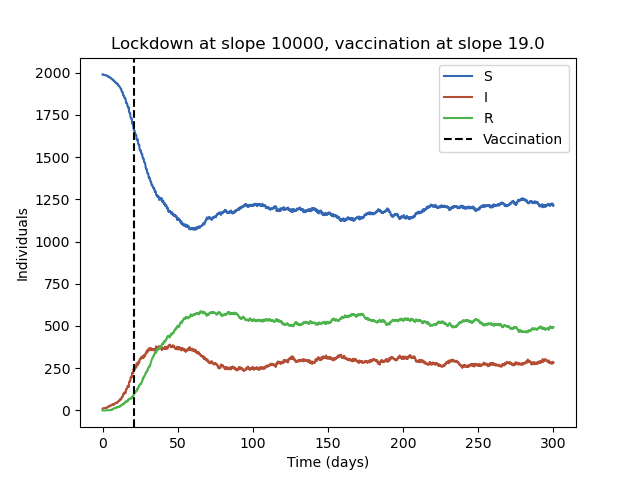 Lockdown at slope 10000, vaccination at slope 19.0
2000
1750
1500
1250
1000
750
500
250
0
Individuals
S
I
R
Vaccination
0 50 100 150 200 250 300
Time (days)